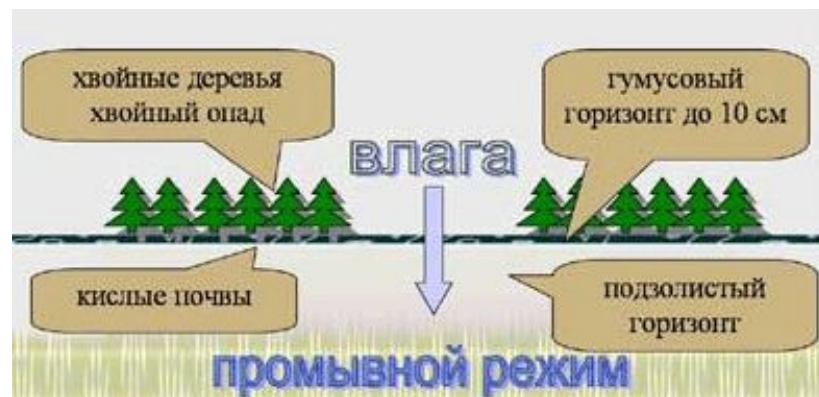 хвойные деревья
хвойный опад
гумусовый
горизонт до 10 см
влага
кислые почвы
подзолистый
горизонт
промывной режим